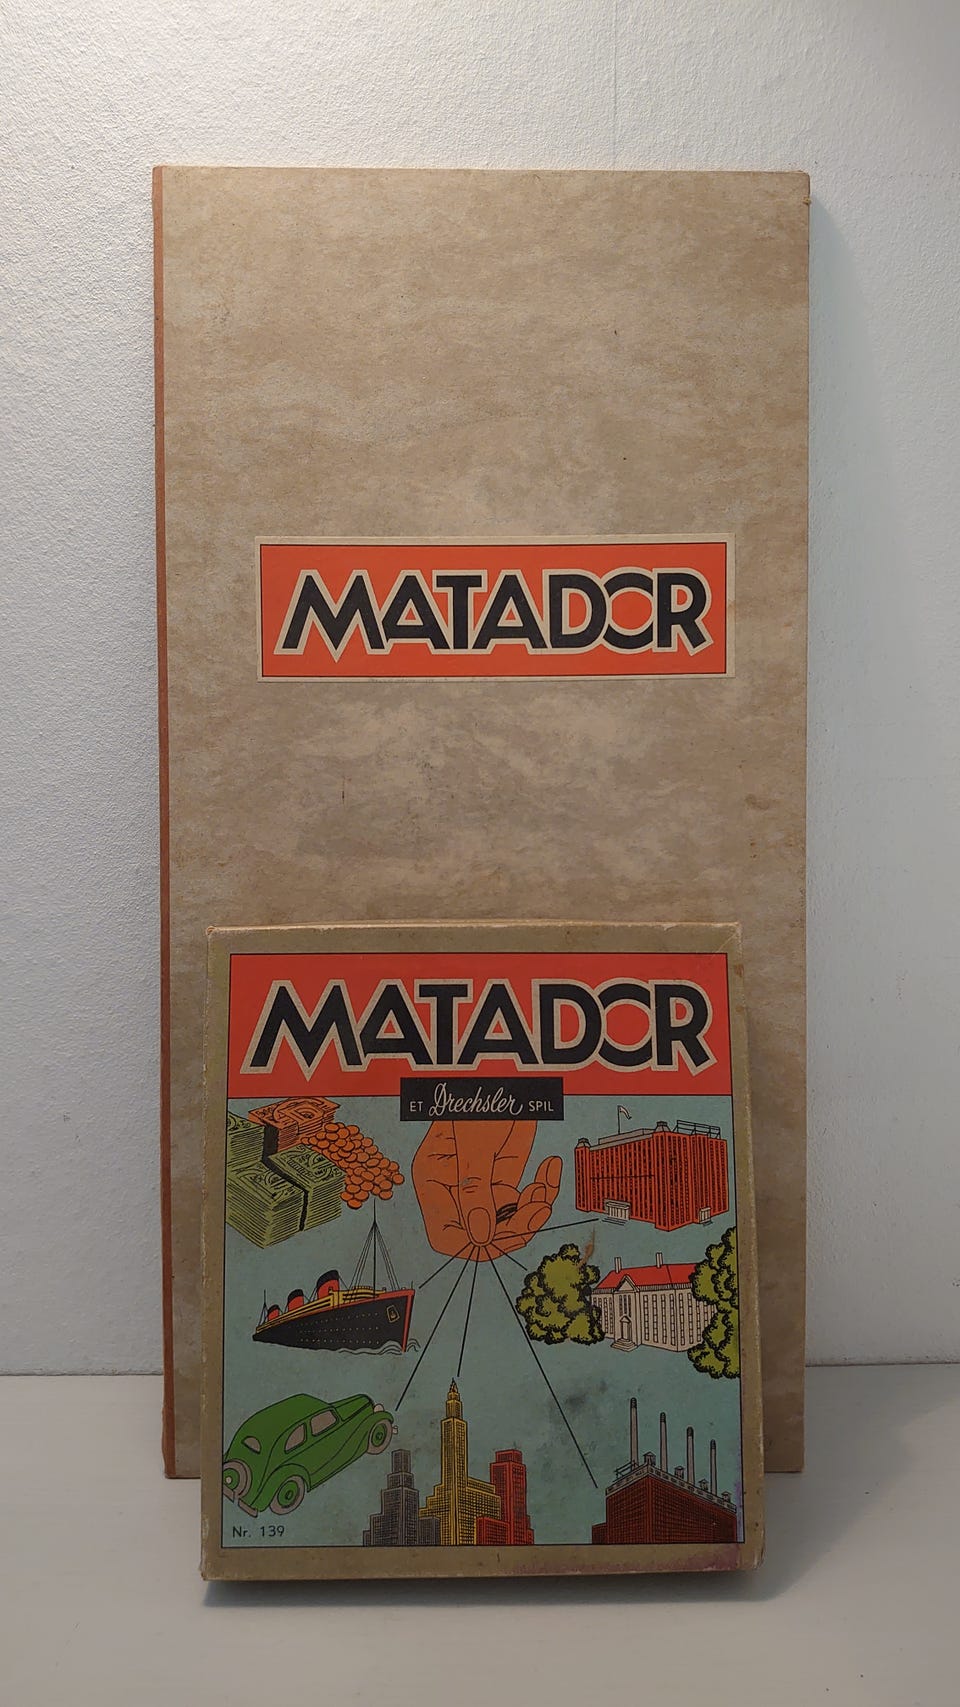 MATADOR
MATADOR
ET Drechsler SPIL
Nr. 139